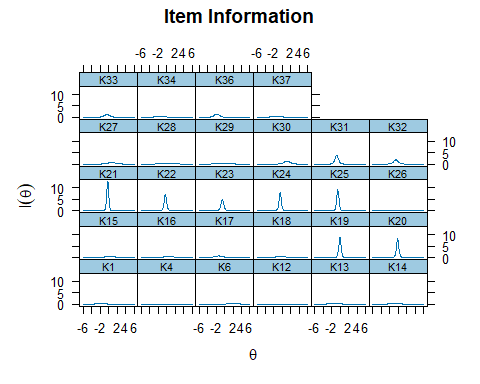 Item Information
-6 -2 2 4 6 -6 -2 2 4 6
K33 K34 K36 K37
10
5
0
K27 K28 K29 K30 K31 K32
10
5
0
K21 K22 K23 K24 K25 K26
10
5
0
K15 K16 K17 K18 K19 K20
10
5
0
K1 K4 K6 K12 K13 K14
10
5
0
-6 -2 2 4 6 -6 -2 2 4 6 -6 -2 2 4 6
I(θ)
θ